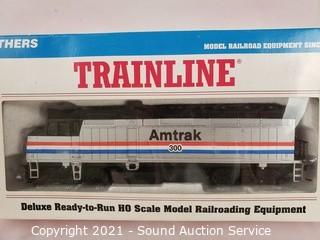 THERS
MODEL RAILROAD EQUIPMENT SINC
TRAINLINE®
Amtrak
300
Deluxe Ready-to-Run HO Scale Model Railroading Equipment
Copyright 2021 - Sound Auction Service